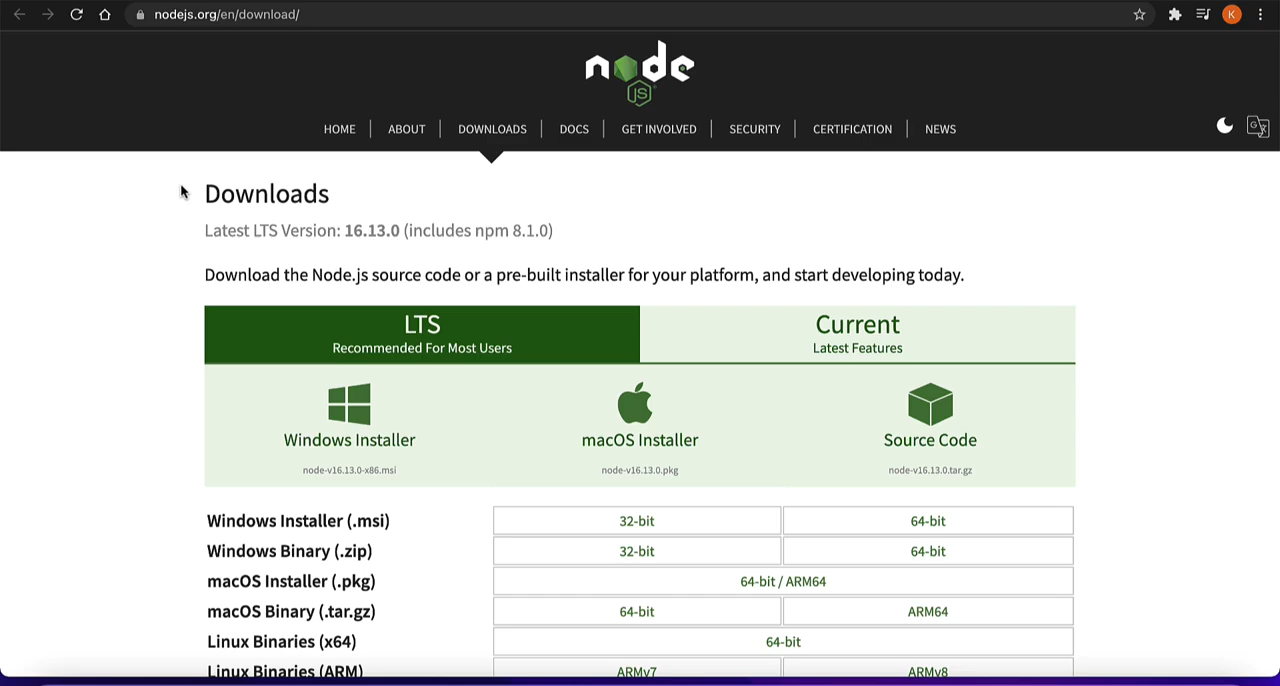 nodejs.org/en/download/
K
node
JS
HOME ABOUT DOWNLOADS DOCS GET INVOLVED SECURITY CERTIFICATION NEWS
Downloads
Latest LTS Version: 16.13.0 (includes npm 8.1.0)
Download the Node.js source code or a pre-built installer for your platform, and start developing today.
LTS
Recommended For Most Users
Current
Latest Features
Windows Installer
node-v16.13.0-x86.msi
macOS Installer
node-v16.13.0.pkg
Source Code
node-v16.13.0.tar.gz
Windows Installer (.msi) 32-bit 64-bit
Windows Binary (.zip) 32-bit 64-bit
macOS Installer (.pkg) 64-bit / ARM64
macOS Binary (.tar.gz) 64-bit ARM64
Linux Binaries (x64) 64-bit
Linux Binaries (ARM) ARMv7 ARMv8